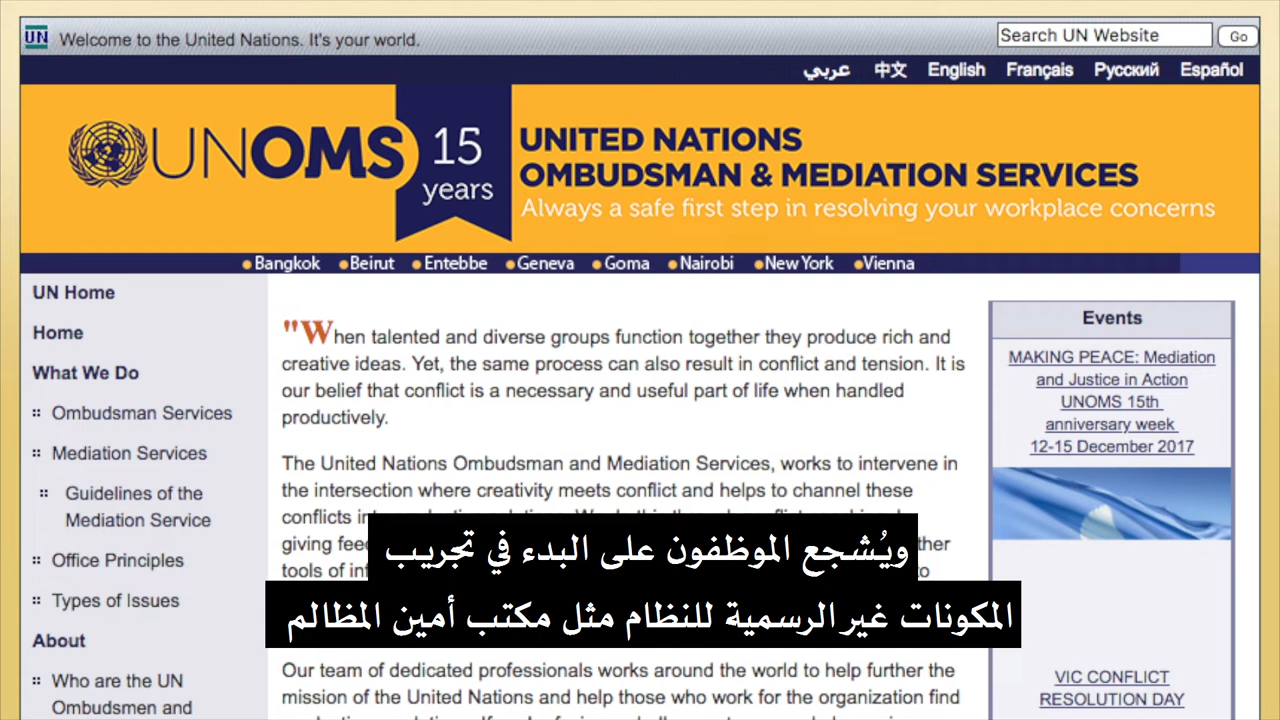 UN Welcome to the United Nations. It's your world.
Search UN Website Go
عربي 中文 English Français Русский Español
UNOMS
15
years
UNITED NATIONS
OMBUDSMAN & MEDIATION SERVICES
Always a safe first step in resolving your workplace concerns
Bangkok Beirut Entebbe Geneva Goma Nairobi New York Vienna
UN Home
Home
What We Do
Ombudsman Services
Mediation Services
Guidelines of the
Mediation Service
Office Principles
Types of Issues
About
Who are the UN
Ombudsmen and
"When talented and diverse groups function together they produce rich and
creative ideas. Yet, the same process can also result in conflict and tension. It is
our belief that conflict is a necessary and useful part of life when handled
productively.
The United Nations Ombudsman and Mediation Services, works to intervene in
the intersection where creativity meets conflict and helps to channel these
conflicts
giving
tools of
to
ويُشجع الموظفون على البدء في تجريب
المكونات غير الرسمية للنظام مثل مكتب أمين المظالم
Our team of dedicated professionals works around the world to help further the
mission of the United Nations and help those who work for the organization find
Events
MAKING PEACE: Mediation
and Justice in Action
UNOMS 15th
anniversary week
12-15 December 2017
VIC CONFLICT
RESOLUTION DAY